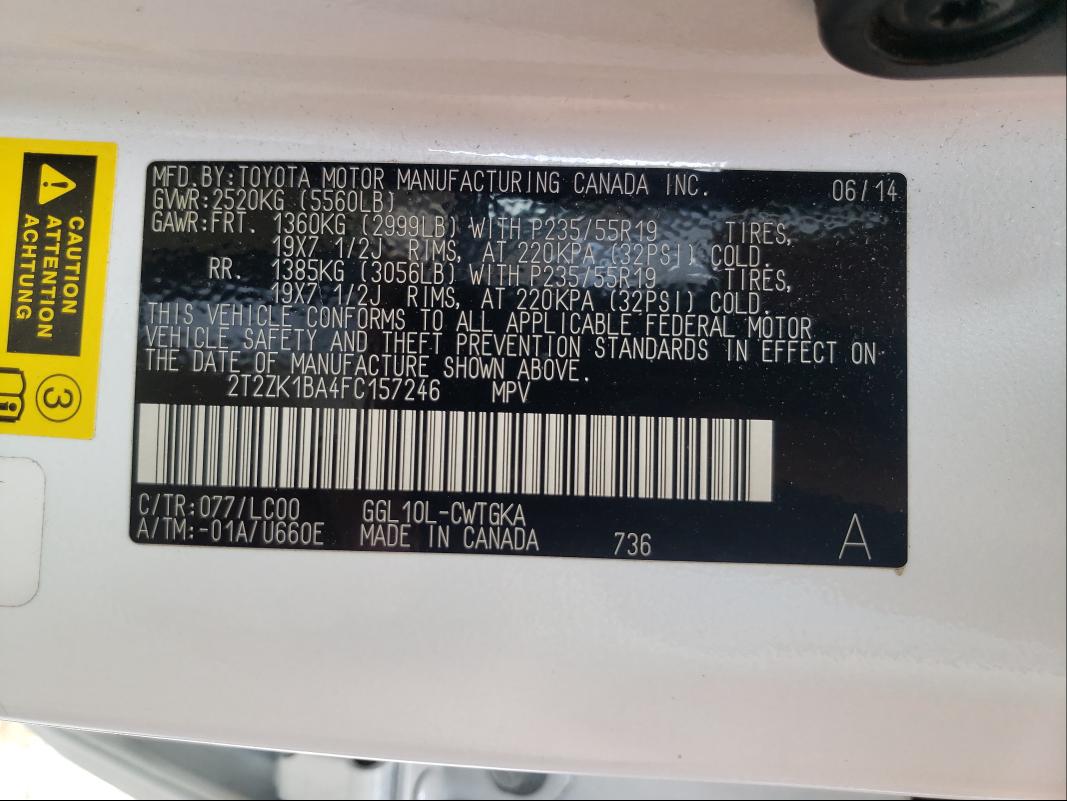 CAUTION
ATTENTION
ACHTUNG
3
MFD.BY:TOYOTA MOTOR MANUFACTURING CANADA INC. 06/14
GVWR:2520KG (5560LB)
GAWR:FRT. 1360KG (2999LB) WITH P235/55R19 TIRES,
19X7 1/2J RIMS, AT 220KPA (32PSI) COLD.
RR. 1385KG (3056LB) WITH P235/55R19 TIRES,
19X7 1/2J RIMS, AT 220KPA (32PSI) COLD.
THIS VEHICLE CONFORMS TO ALL APPLICABLE FEDERAL MOTOR
VEHICLE SAFETY AND THEFT PREVENTION STANDARDS IN EFFECT ON
THE DATE OF MANUFACTURE SHOWN ABOVE.
2T2ZK1BA4FC157246 MPV
C/TR:077/LC00 GGL10L-CWTGKA
A/TM:-01A/U660E MADE IN CANADA 736 A